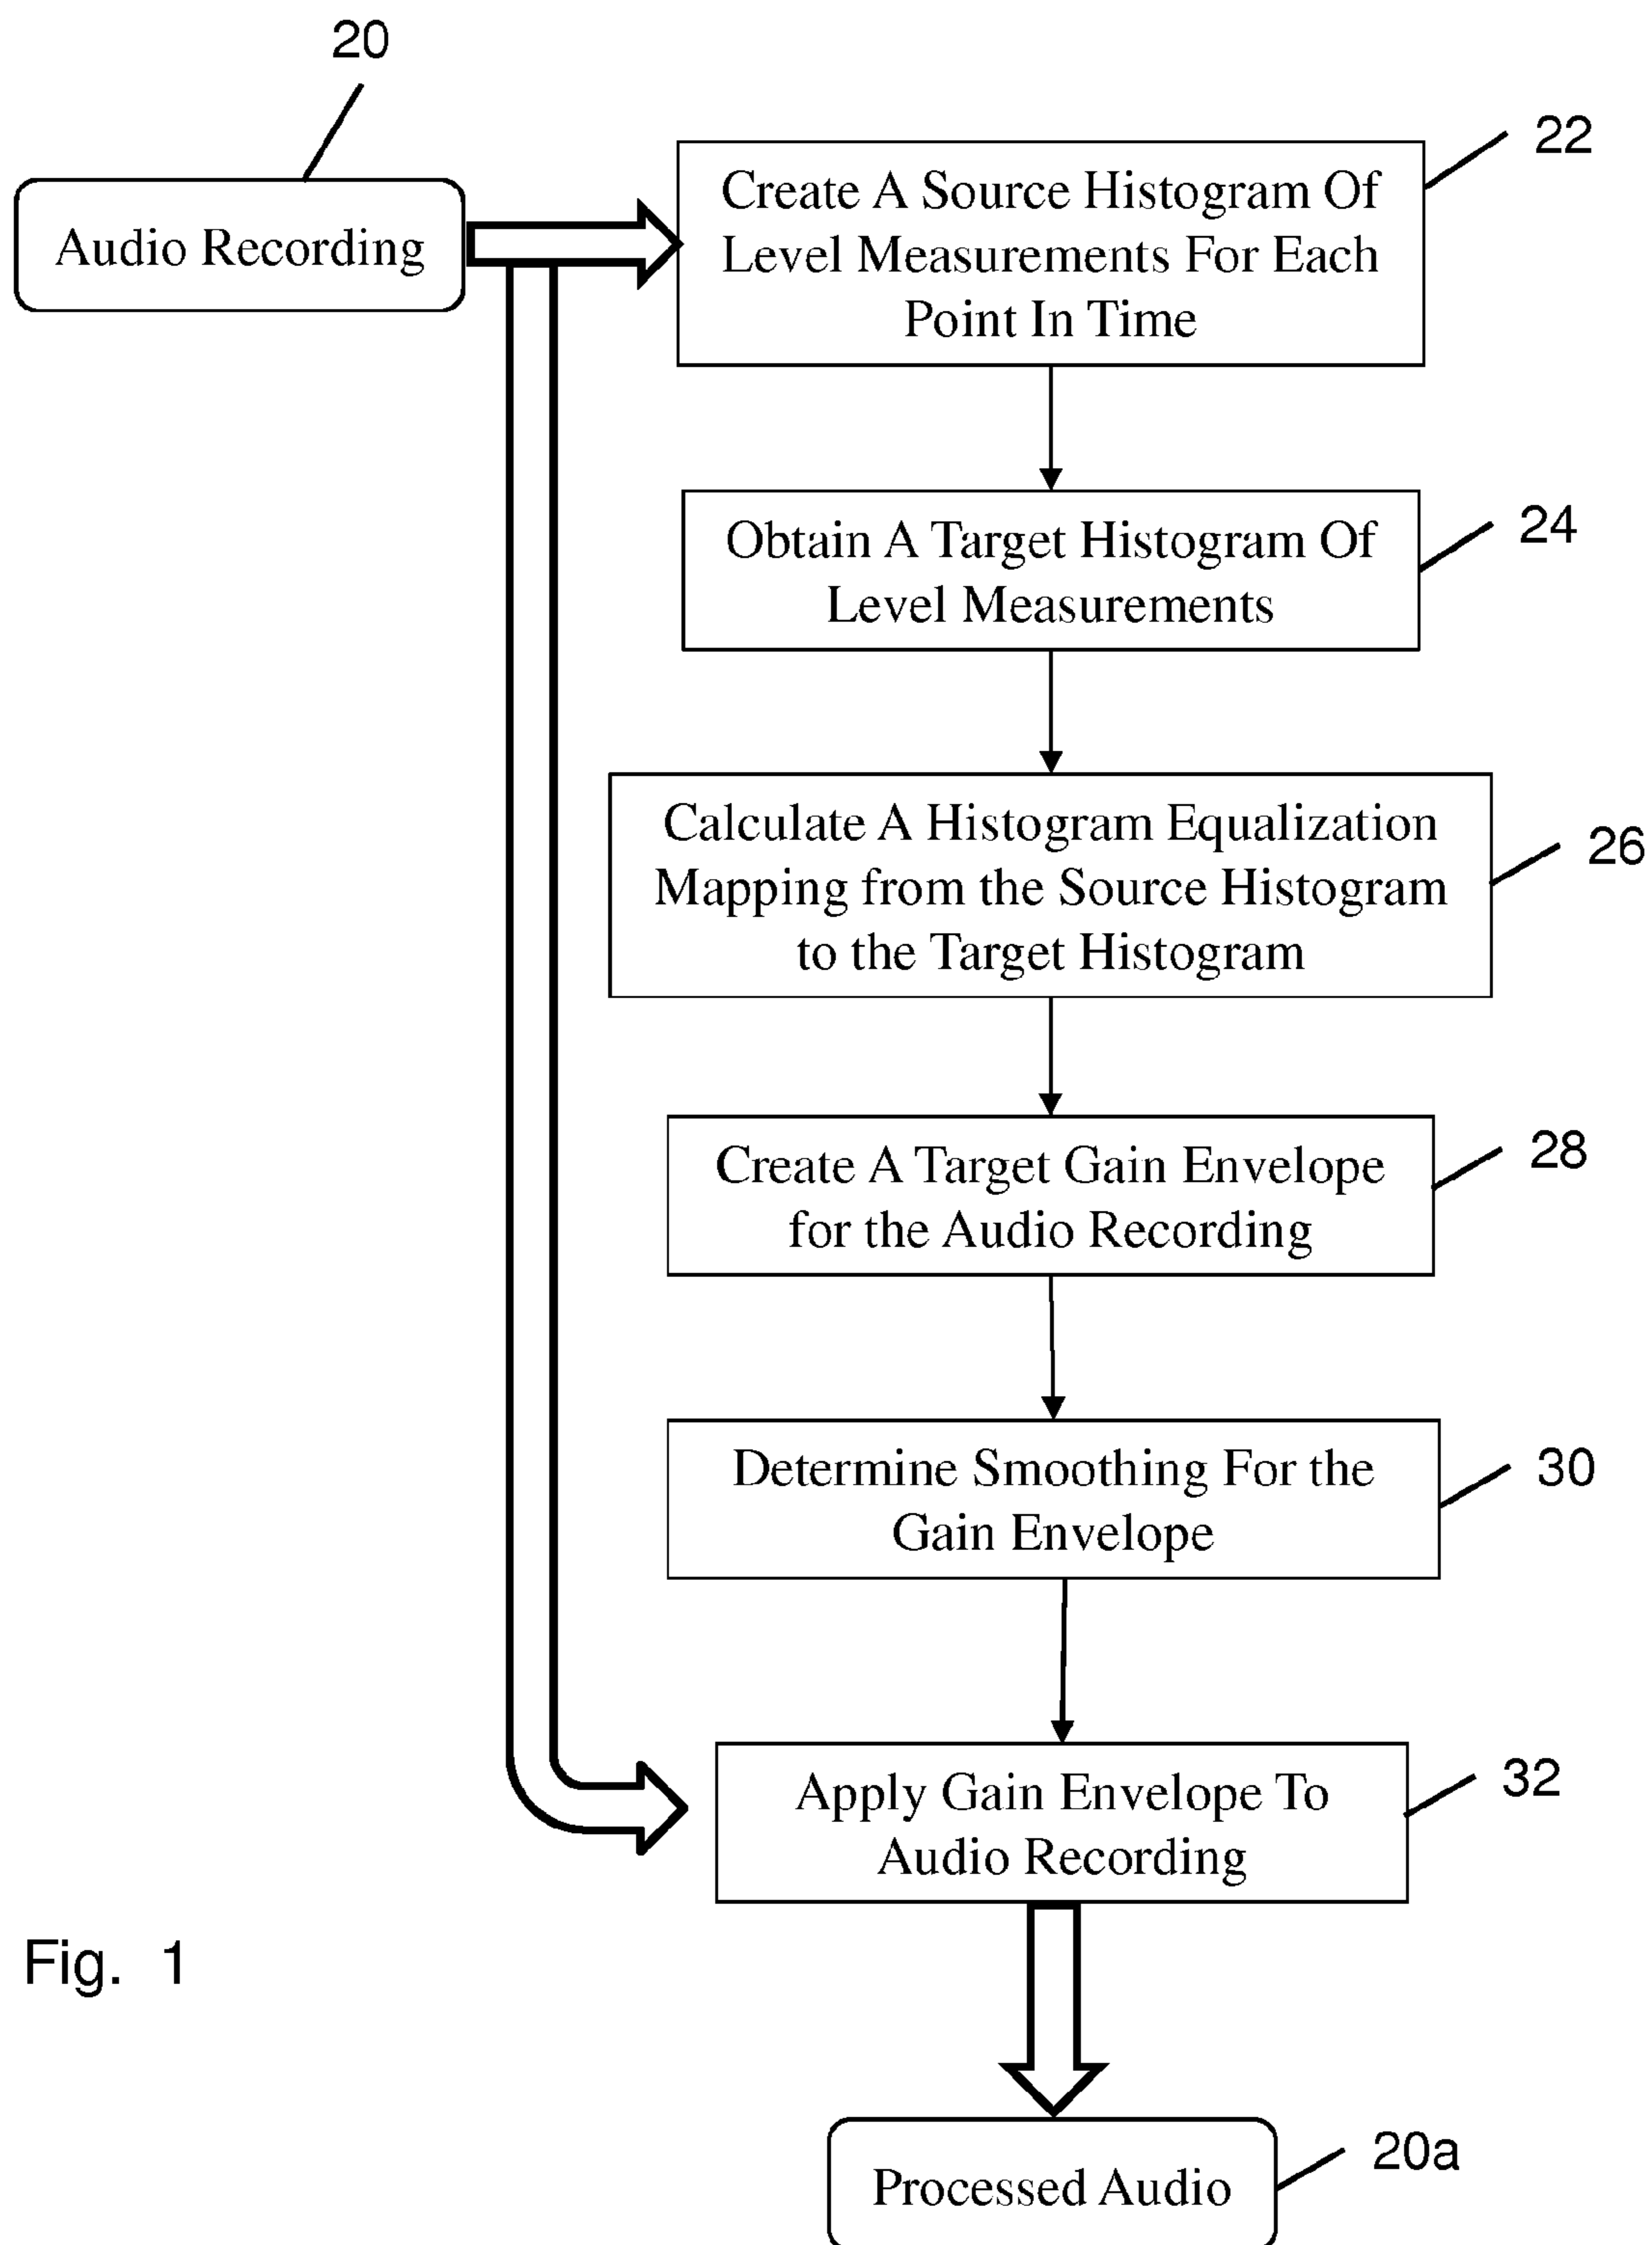 20
Audio Recording
22
Create A Source Histogram Of
Level Measurements For Each
Point In Time
24
Obtain A Target Histogram Of
Level Measurements
26
Calculate A Histogram Equalization
Mapping from the Source Histogram
to the Target Histogram
28
Create A Target Gain Envelope
for the Audio Recording
30
Determine Smoothing For the
Gain Envelope
32
Apply Gain Envelope To
Audio Recording
Fig. 1
20a
Processed Audio